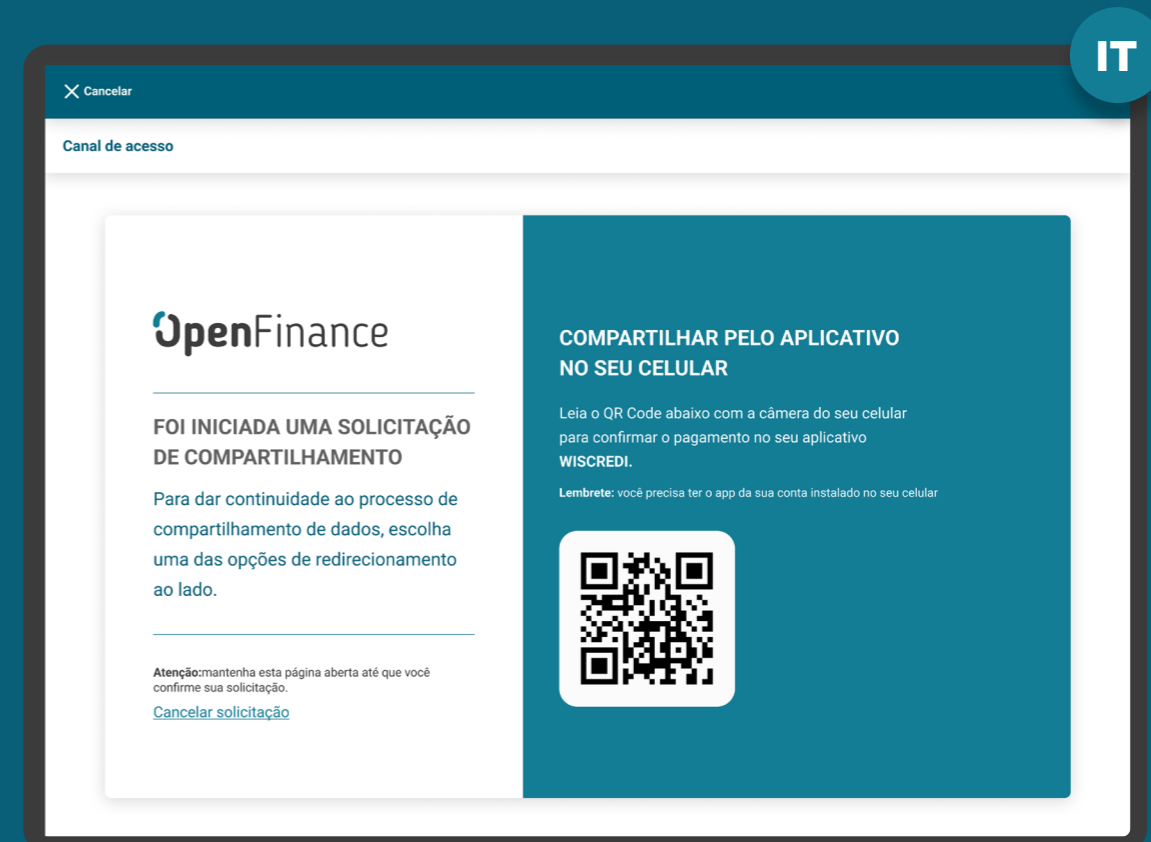 IT
Cancelar
Canal de acesso
OpenFinance
FOI INICIADA UMA SOLICITAÇÃO
DE COMPARTILHAMENTO
Para dar continuidade ao processo de
compartilhamento de dados, escolha
uma das opções de redirecionamento
ao lado.
Atenção:mantenha esta página aberta até que você
confirme sua solicitação.
Cancelar solicitação
COMPARTILHAR PELO APLICATIVO
NO SEU CELULAR
Leia o QR Code abaixo com a câmera do seu celular
para confirmar o pagamento no seu aplicativo
WISCREDI.
Lembrete: você precisa ter o app da sua conta instalado no seu celular